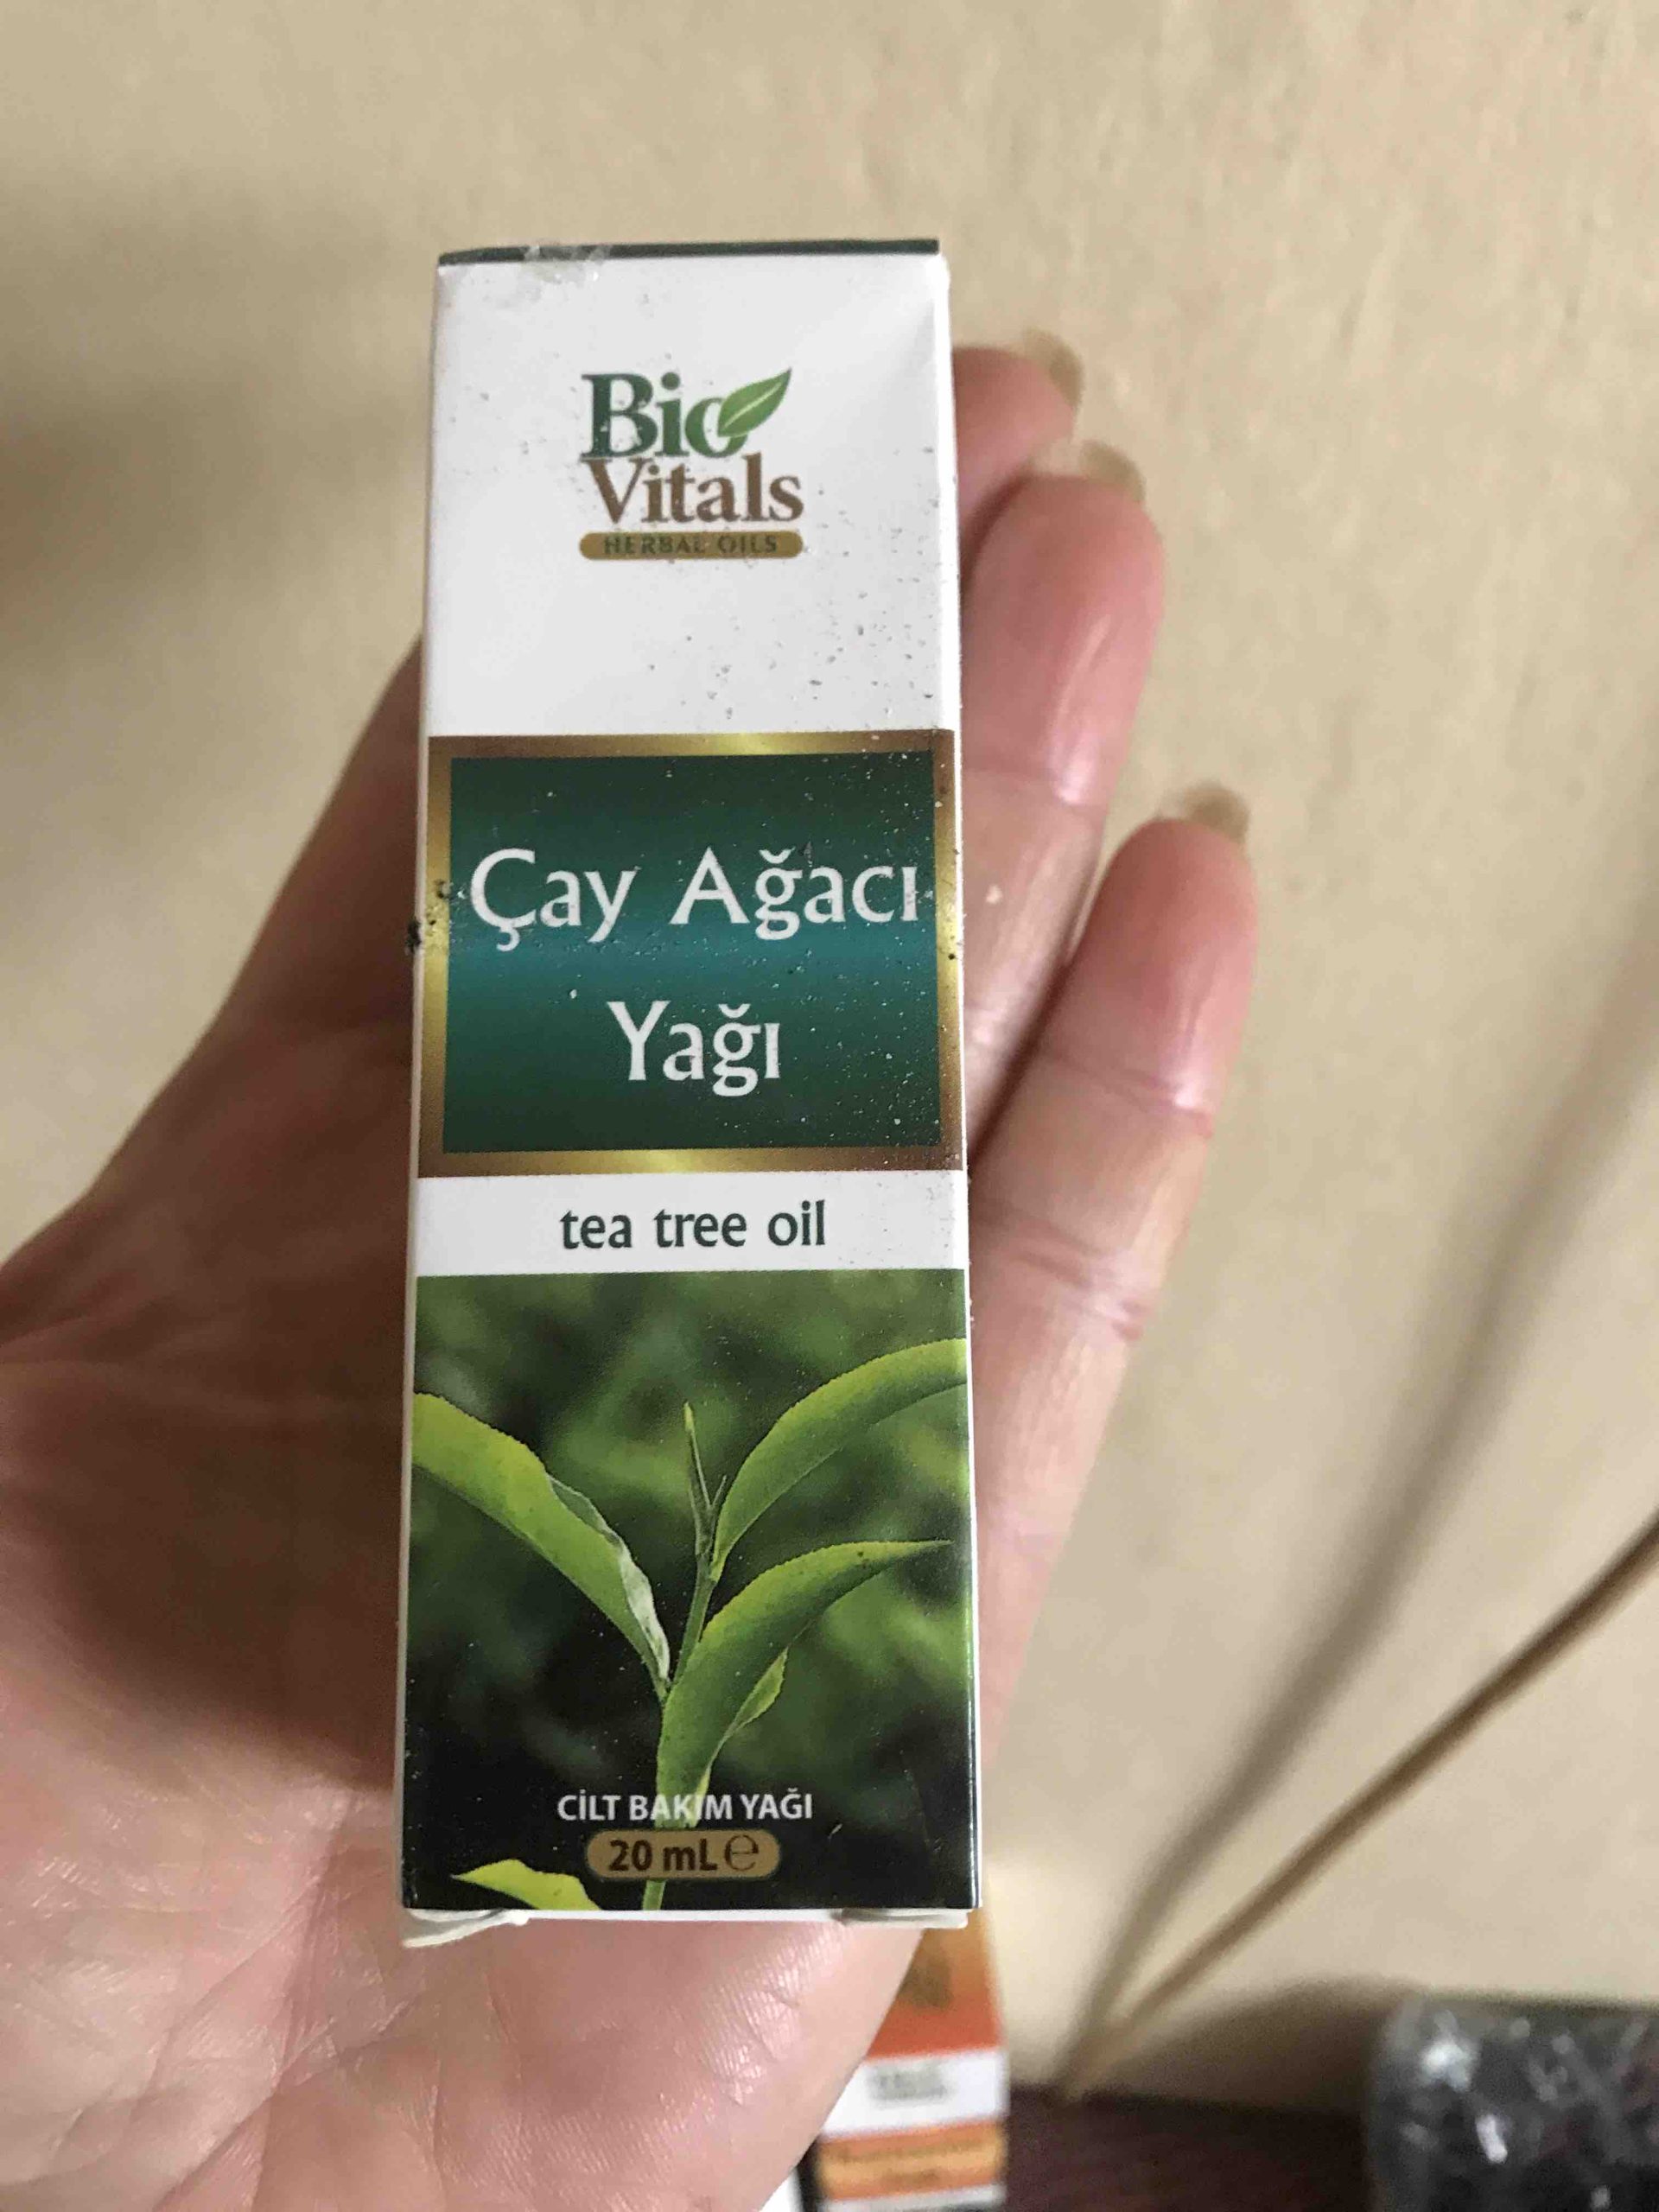 Bio
Vitals
HERBAL OILS
Çay Ağacı
Yağı
tea tree oil
CİLT BAKIM YAĞI
20 mL ℮